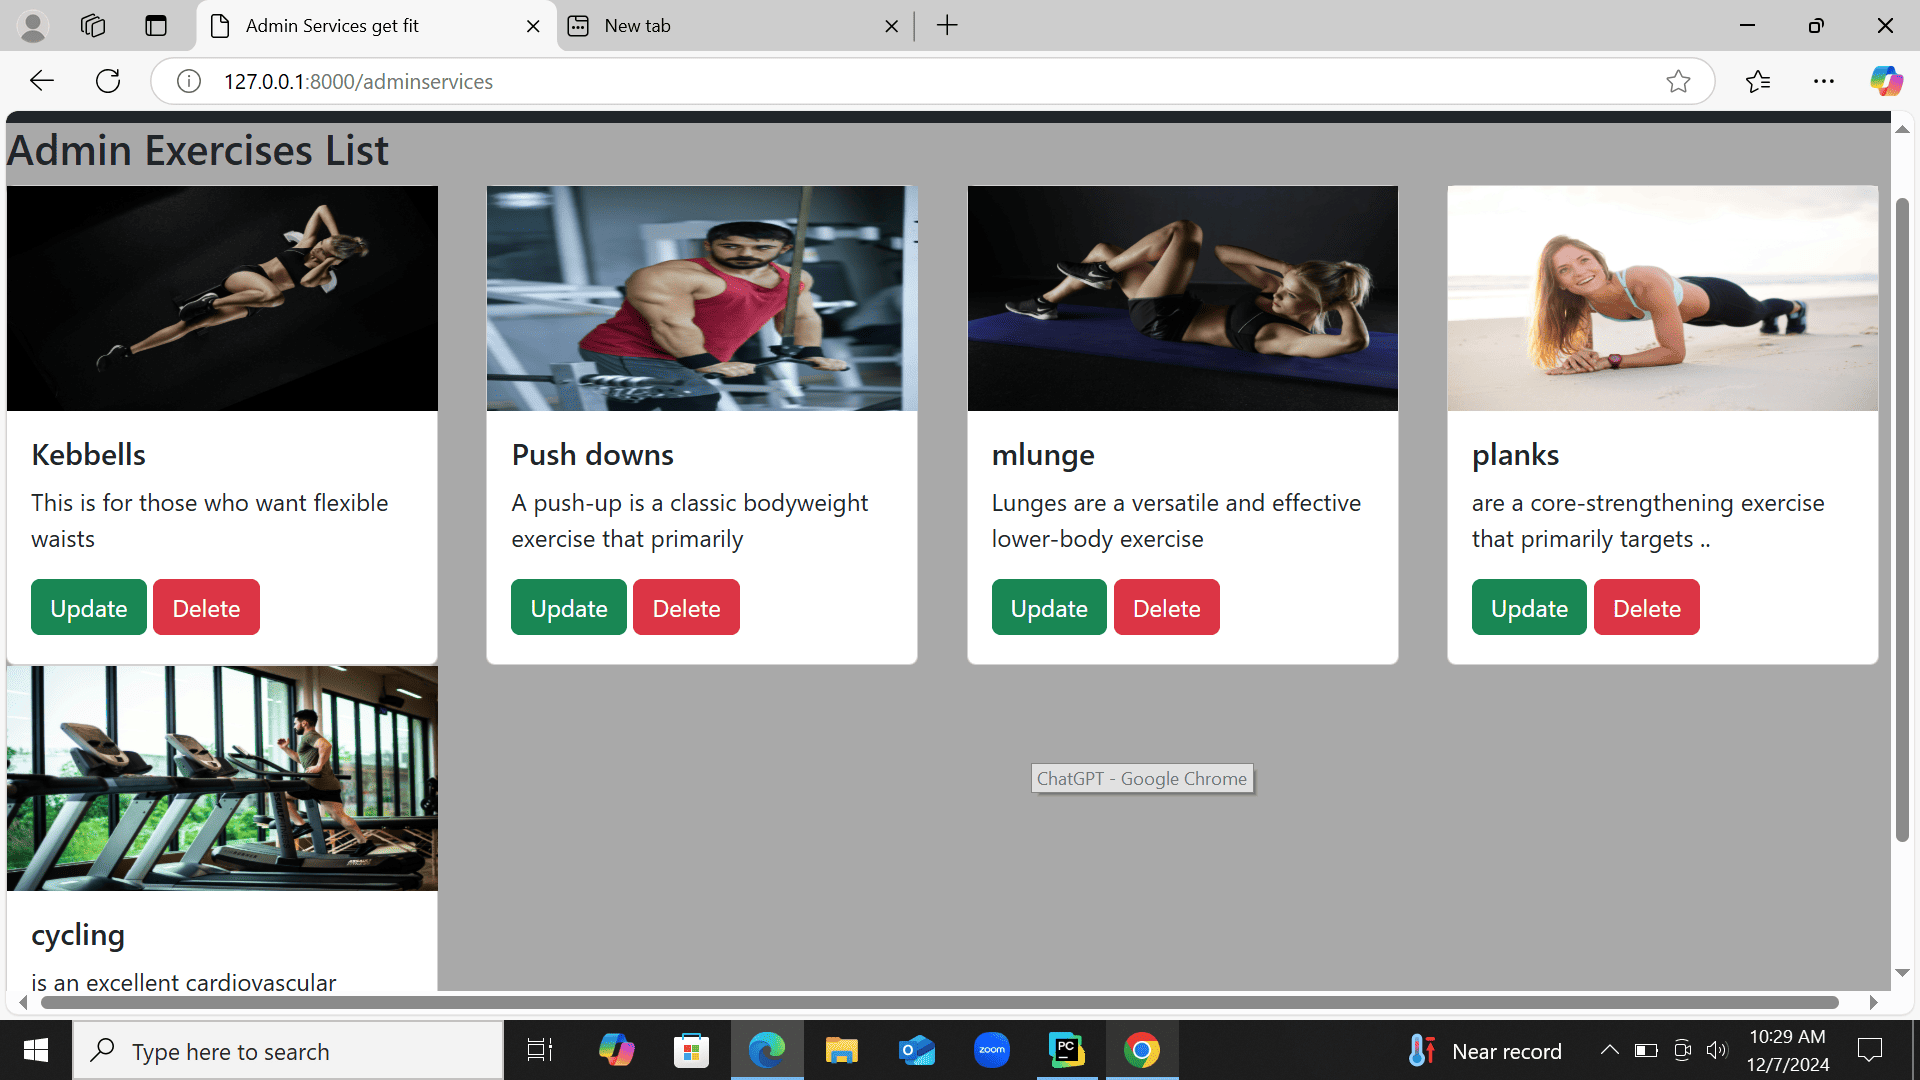 Admin Services get fit
New tab
127.0.0.1:8000/adminservices
Admin Exercises List
Kebbells
This is for those who want flexible
waists
Update Delete
Push downs
A push-up is a classic bodyweight
exercise that primarily
Update Delete
mlunge
Lunges are a versatile and effective
lower-body exercise
Update Delete
planks
are a core-strengthening exercise
that primarily targets ..
Update Delete
cycling
is an excellent cardiovascular
ChatGPT - Google Chrome
Type here to search
zoom
PC
Near record
10:29 AM
12/7/2024